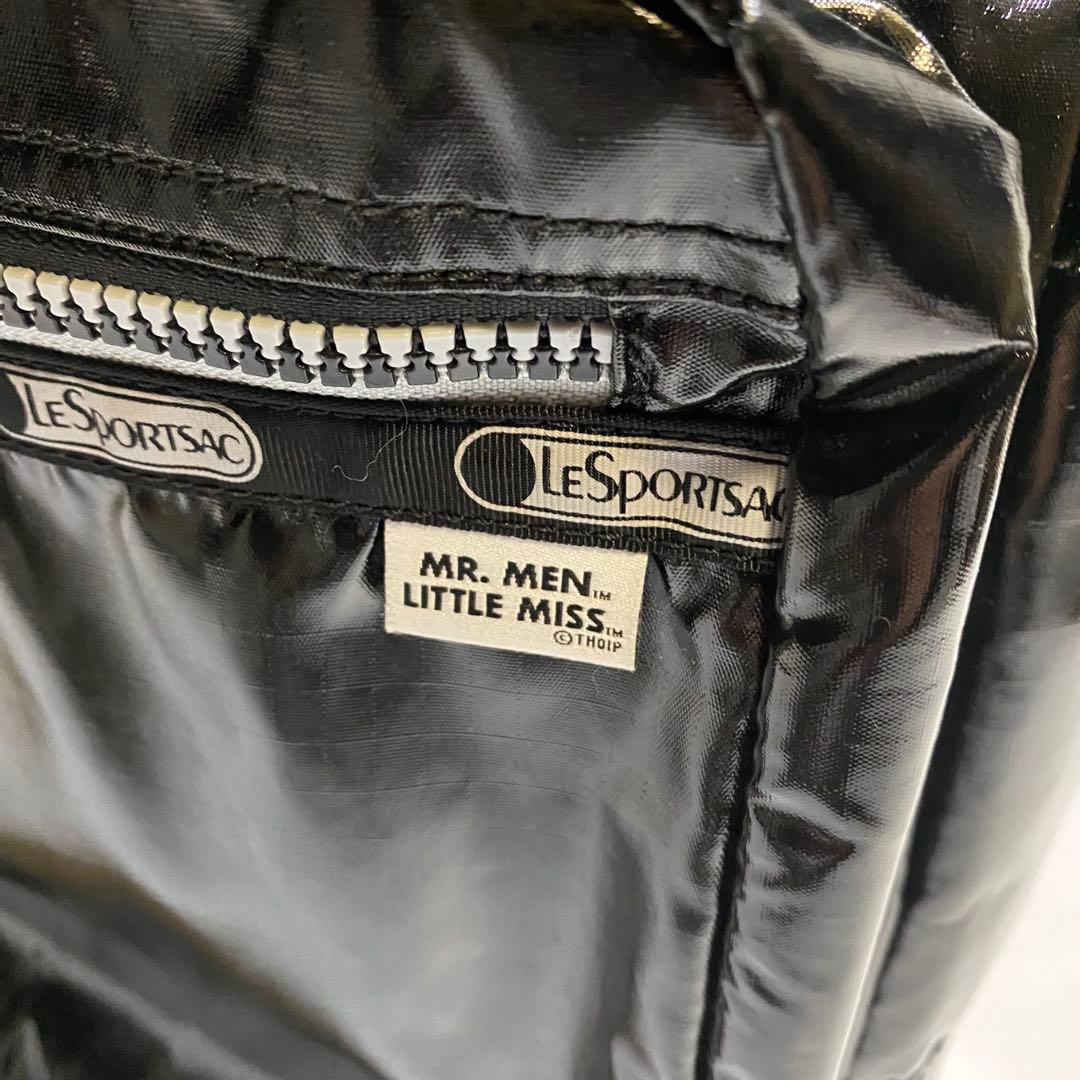 LeSportsac
LeSportsac
MR. MEN™
LITTLE MISS™
©THOIP